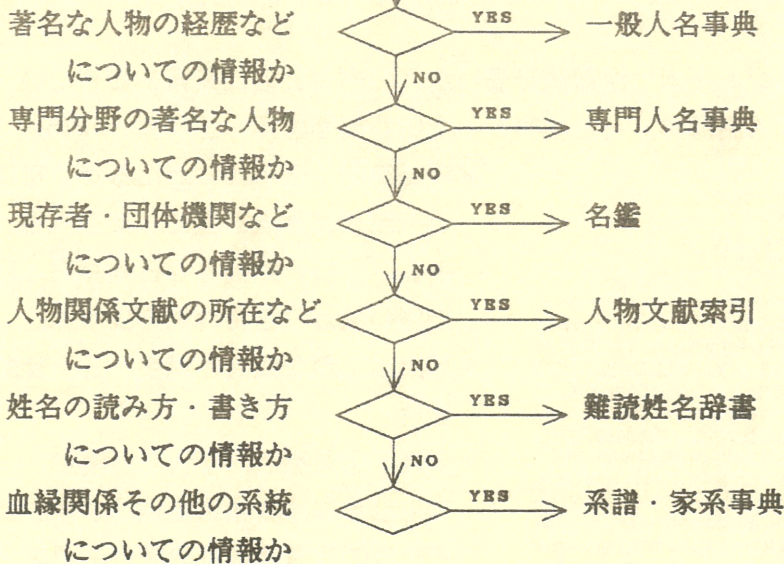 著名な人物の経歴など YES 一般人名事典
についての情報か
NO
専門分野の著名な人物 YES 専門人名事典
についての情報か
NO
現存者・団体機関など YES 名鑑
についての情報か
NO
人物関係文献の所在など YES 人物文献索引
についての情報か
NO
姓名の読み方・書き方 YES 難読姓名辞書
についての情報か
NO
血縁関係その他の系統 YES 系譜・家系事典
についての情報か